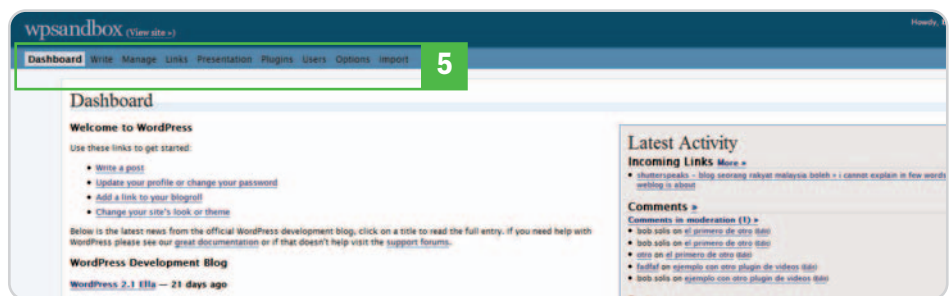 wpsandbox (View site »)
Howdy,
Dashboard Write Manage Links Presentation Plugins Users Options Import
5
Dashboard
Welcome to WordPress
Use these links to get started:
• Write a post
• Update your profile or change your password
• Add a link to your blogroll
• Change your site's look or theme
Below is the latest news from the official WordPress development blog, click on a title to read the full entry. If you need help with
WordPress please see our great documentation or if that doesn't help visit the support forums.
WordPress Development Blog
WordPress 2.1 Ella — 21 days ago
Latest Activity
Incoming Links More »
• shutterspeaks - blog seorang rakyat malaysia boleh » i cannot explain in few words
weblog is about
Comments »
Comments in moderation (1) »
• bob solis on el primero de otro
• bob solis on el primero de otro
• otro on el primero de otro
• fadfaf on ejemplo con otro plugin de videos
• bob solis on ejemplo con otro plugin de videos